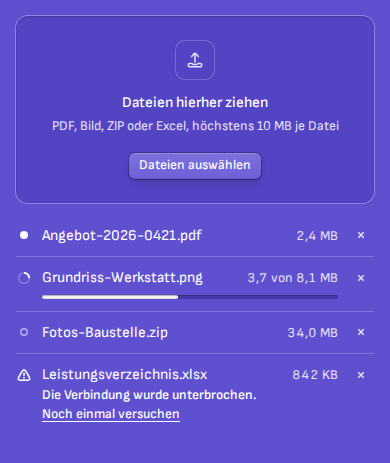 Dateien hierher ziehen
PDF, Bild, ZIP oder Excel, höchstens 10 MB je Datei
Dateien auswählen
Angebot-2026-0421.pdf 2,4 MB ×
Grundriss-Werkstatt.png 3,7 von 8,1 MB ×
Fotos-Baustelle.zip 34,0 MB ×
Leistungsverzeichnis.xlsx 842 KB ×
Die Verbindung wurde unterbrochen.
Noch einmal versuchen